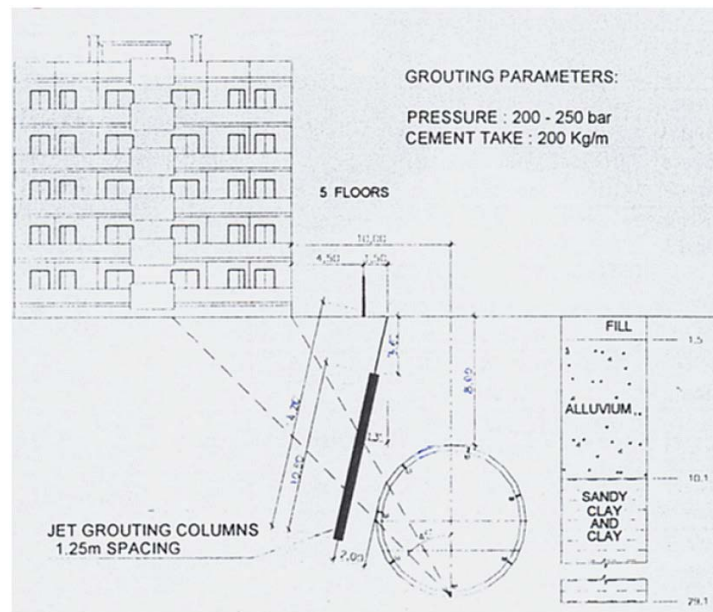 GROUTING PARAMETERS:
PRESSURE : 200 - 250 bar
CEMENT TAKE : 200 Kg/m
5 FLOORS
10,00
4,50
1,50
8,00
FILL
1,5
ALLUVIUM
10,1
SANDY
CLAY
AND
CLAY
JET GROUTING COLUMNS
1.25m SPACING
2,00
29,1